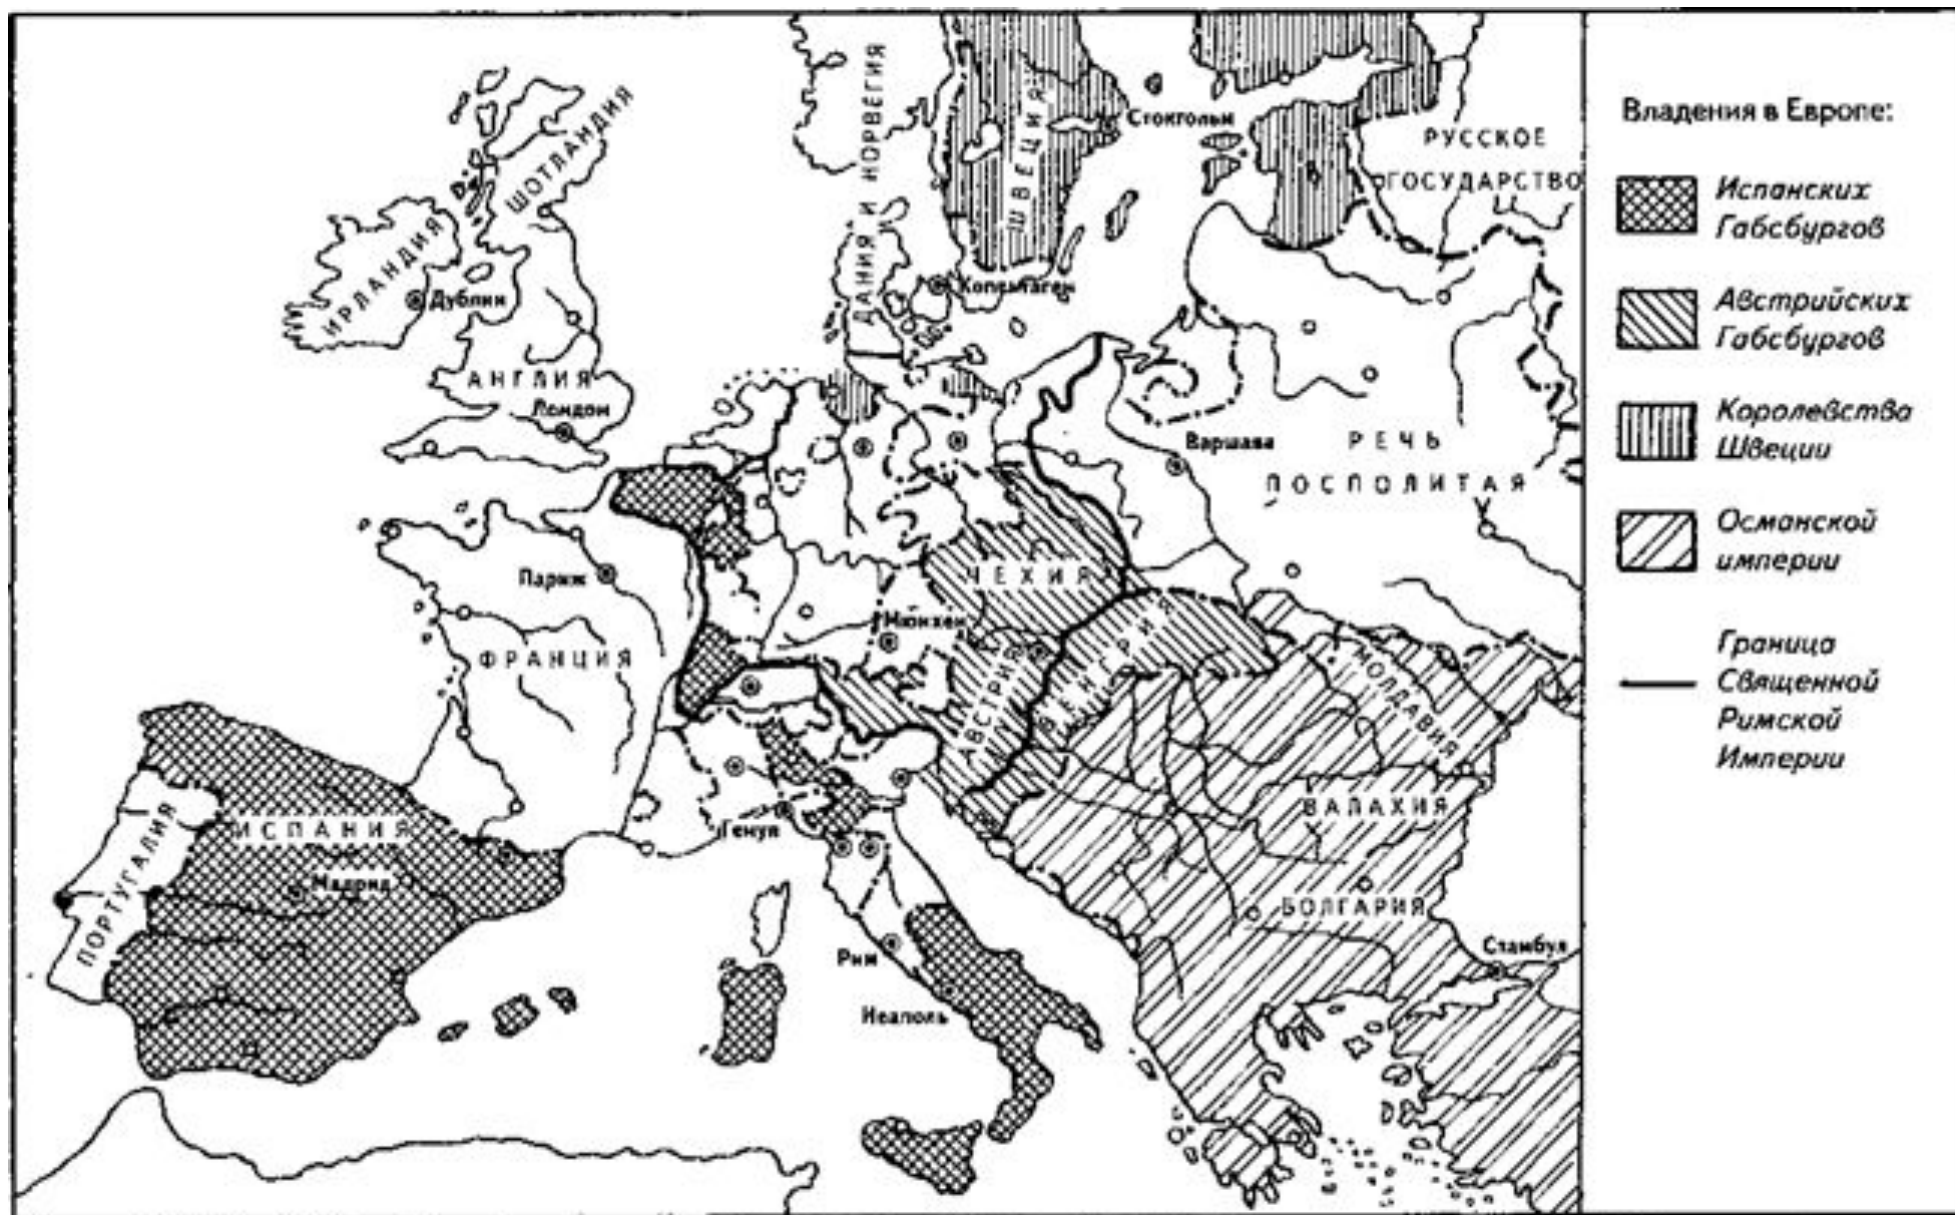 ШОТЛАНДИЯ
ИРЛАНДИЯ
Дублин
АНГЛИЯ
Лондон
ДАНИЯ И НОРВЕГИЯ
ШВЕЦИЯ
Стокгольм
Копенгаген
РУССКОЕ
ГОСУДАРСТВО
Варшава
РЕЧЬ
ПОСПОЛИТАЯ
Париж
ФРАНЦИЯ
ЧЕХИЯ
Мюнхен
АВСТРИЯ
ВЕНГРИ
МОЛДАВИЯ
ВАЛАХИЯ
БОЛГАРИЯ
Стамбул
ПОРТУГАЛИЯ
ИСПАНИЯ
Мадрид
Генуя
Рим
Неаполь
Владения в Европе:
Испанских
Габсбургов
Австрийских
Габсбургов
Королевства
Швеции
Османской
империи
Граница
Священной
Римской
Империи